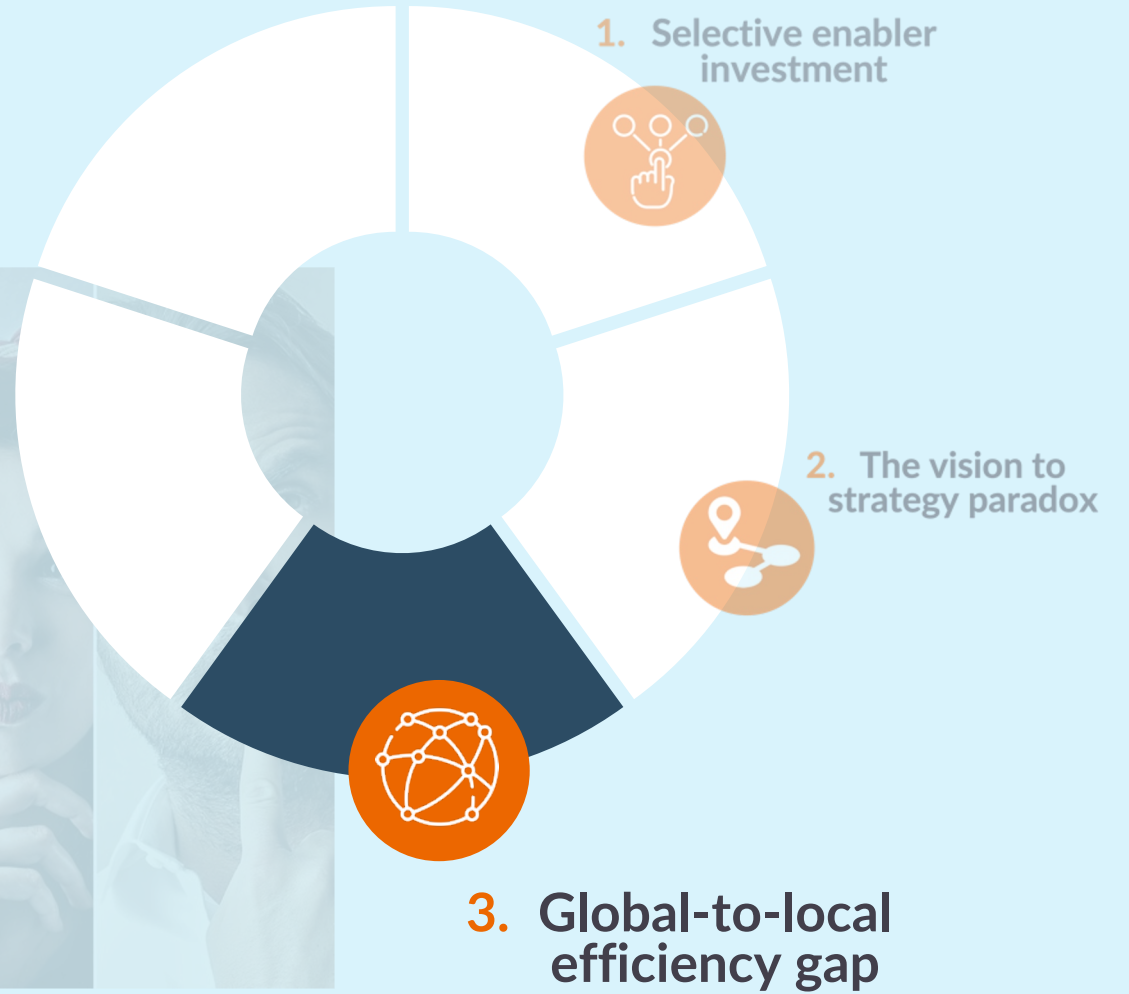 1. Selective enabler
investment
2. The vision to
strategy paradox
3. Global-to-local
efficiency gap